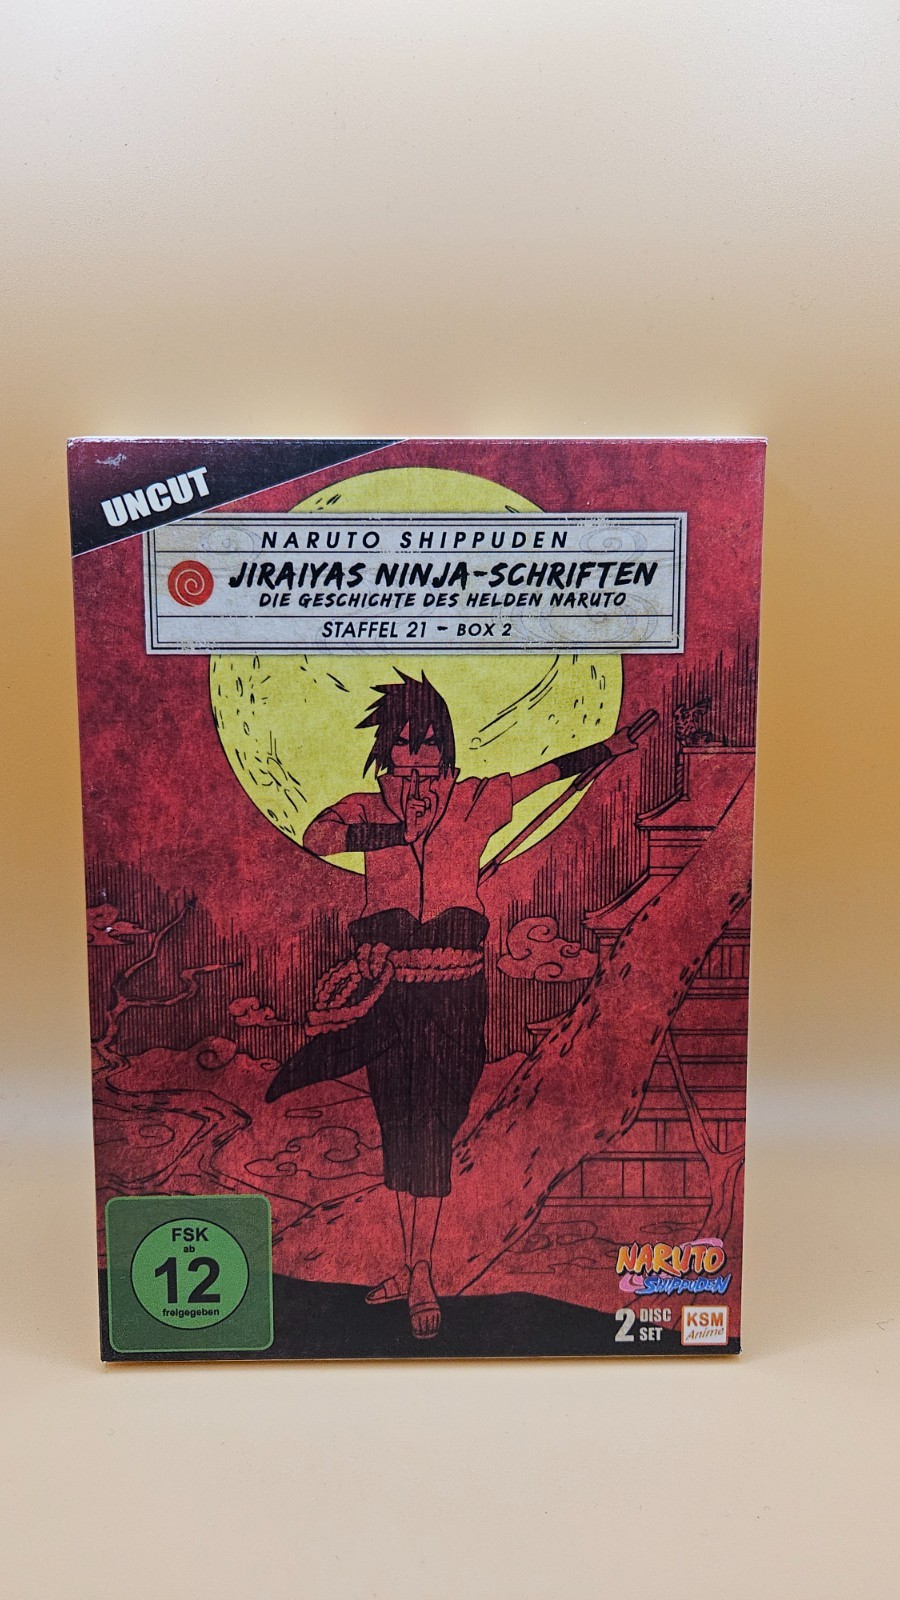 UNCUT
NARUTO SHIPPUDEN
JIRAIYAS NINJA-SCHRIFTEN
DIE GESCHICHTE DES HELDEN NARUTO
STAFFEL 21 - BOX 2
FSK
ab
12
freigegeben
NARUTO
SHIPPUDEN
2 DISC
SET
KSM
Anime